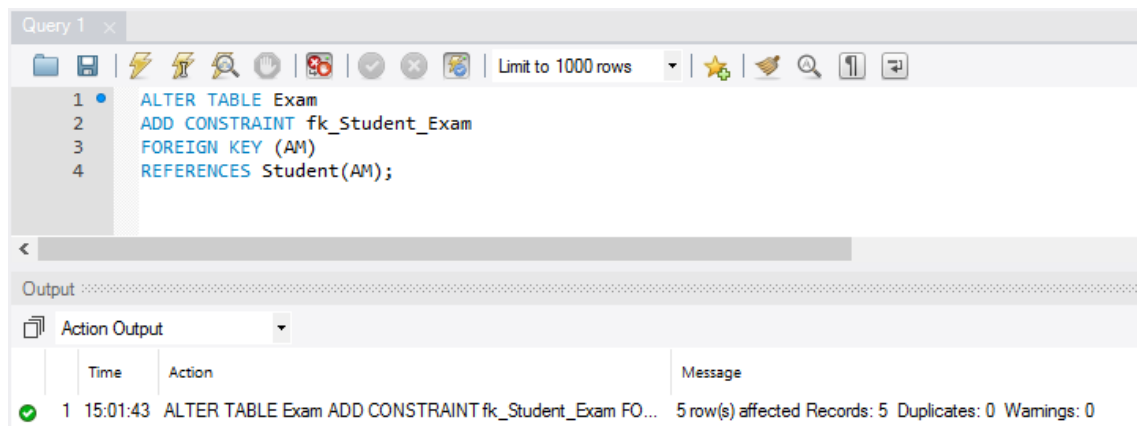 Query 1
Limit to 1000 rows
1 ALTER TABLE Exam
2 ADD CONSTRAINT fk_Student_Exam
3 FOREIGN KEY (AM)
4 REFERENCES Student(AM);
Output
Action Output
Time Action Message
1 15:01:43 ALTER TABLE Exam ADD CONSTRAINT fk_Student_Exam FO... 5 row(s) affected Records: 5 Duplicates: 0 Warnings: 0